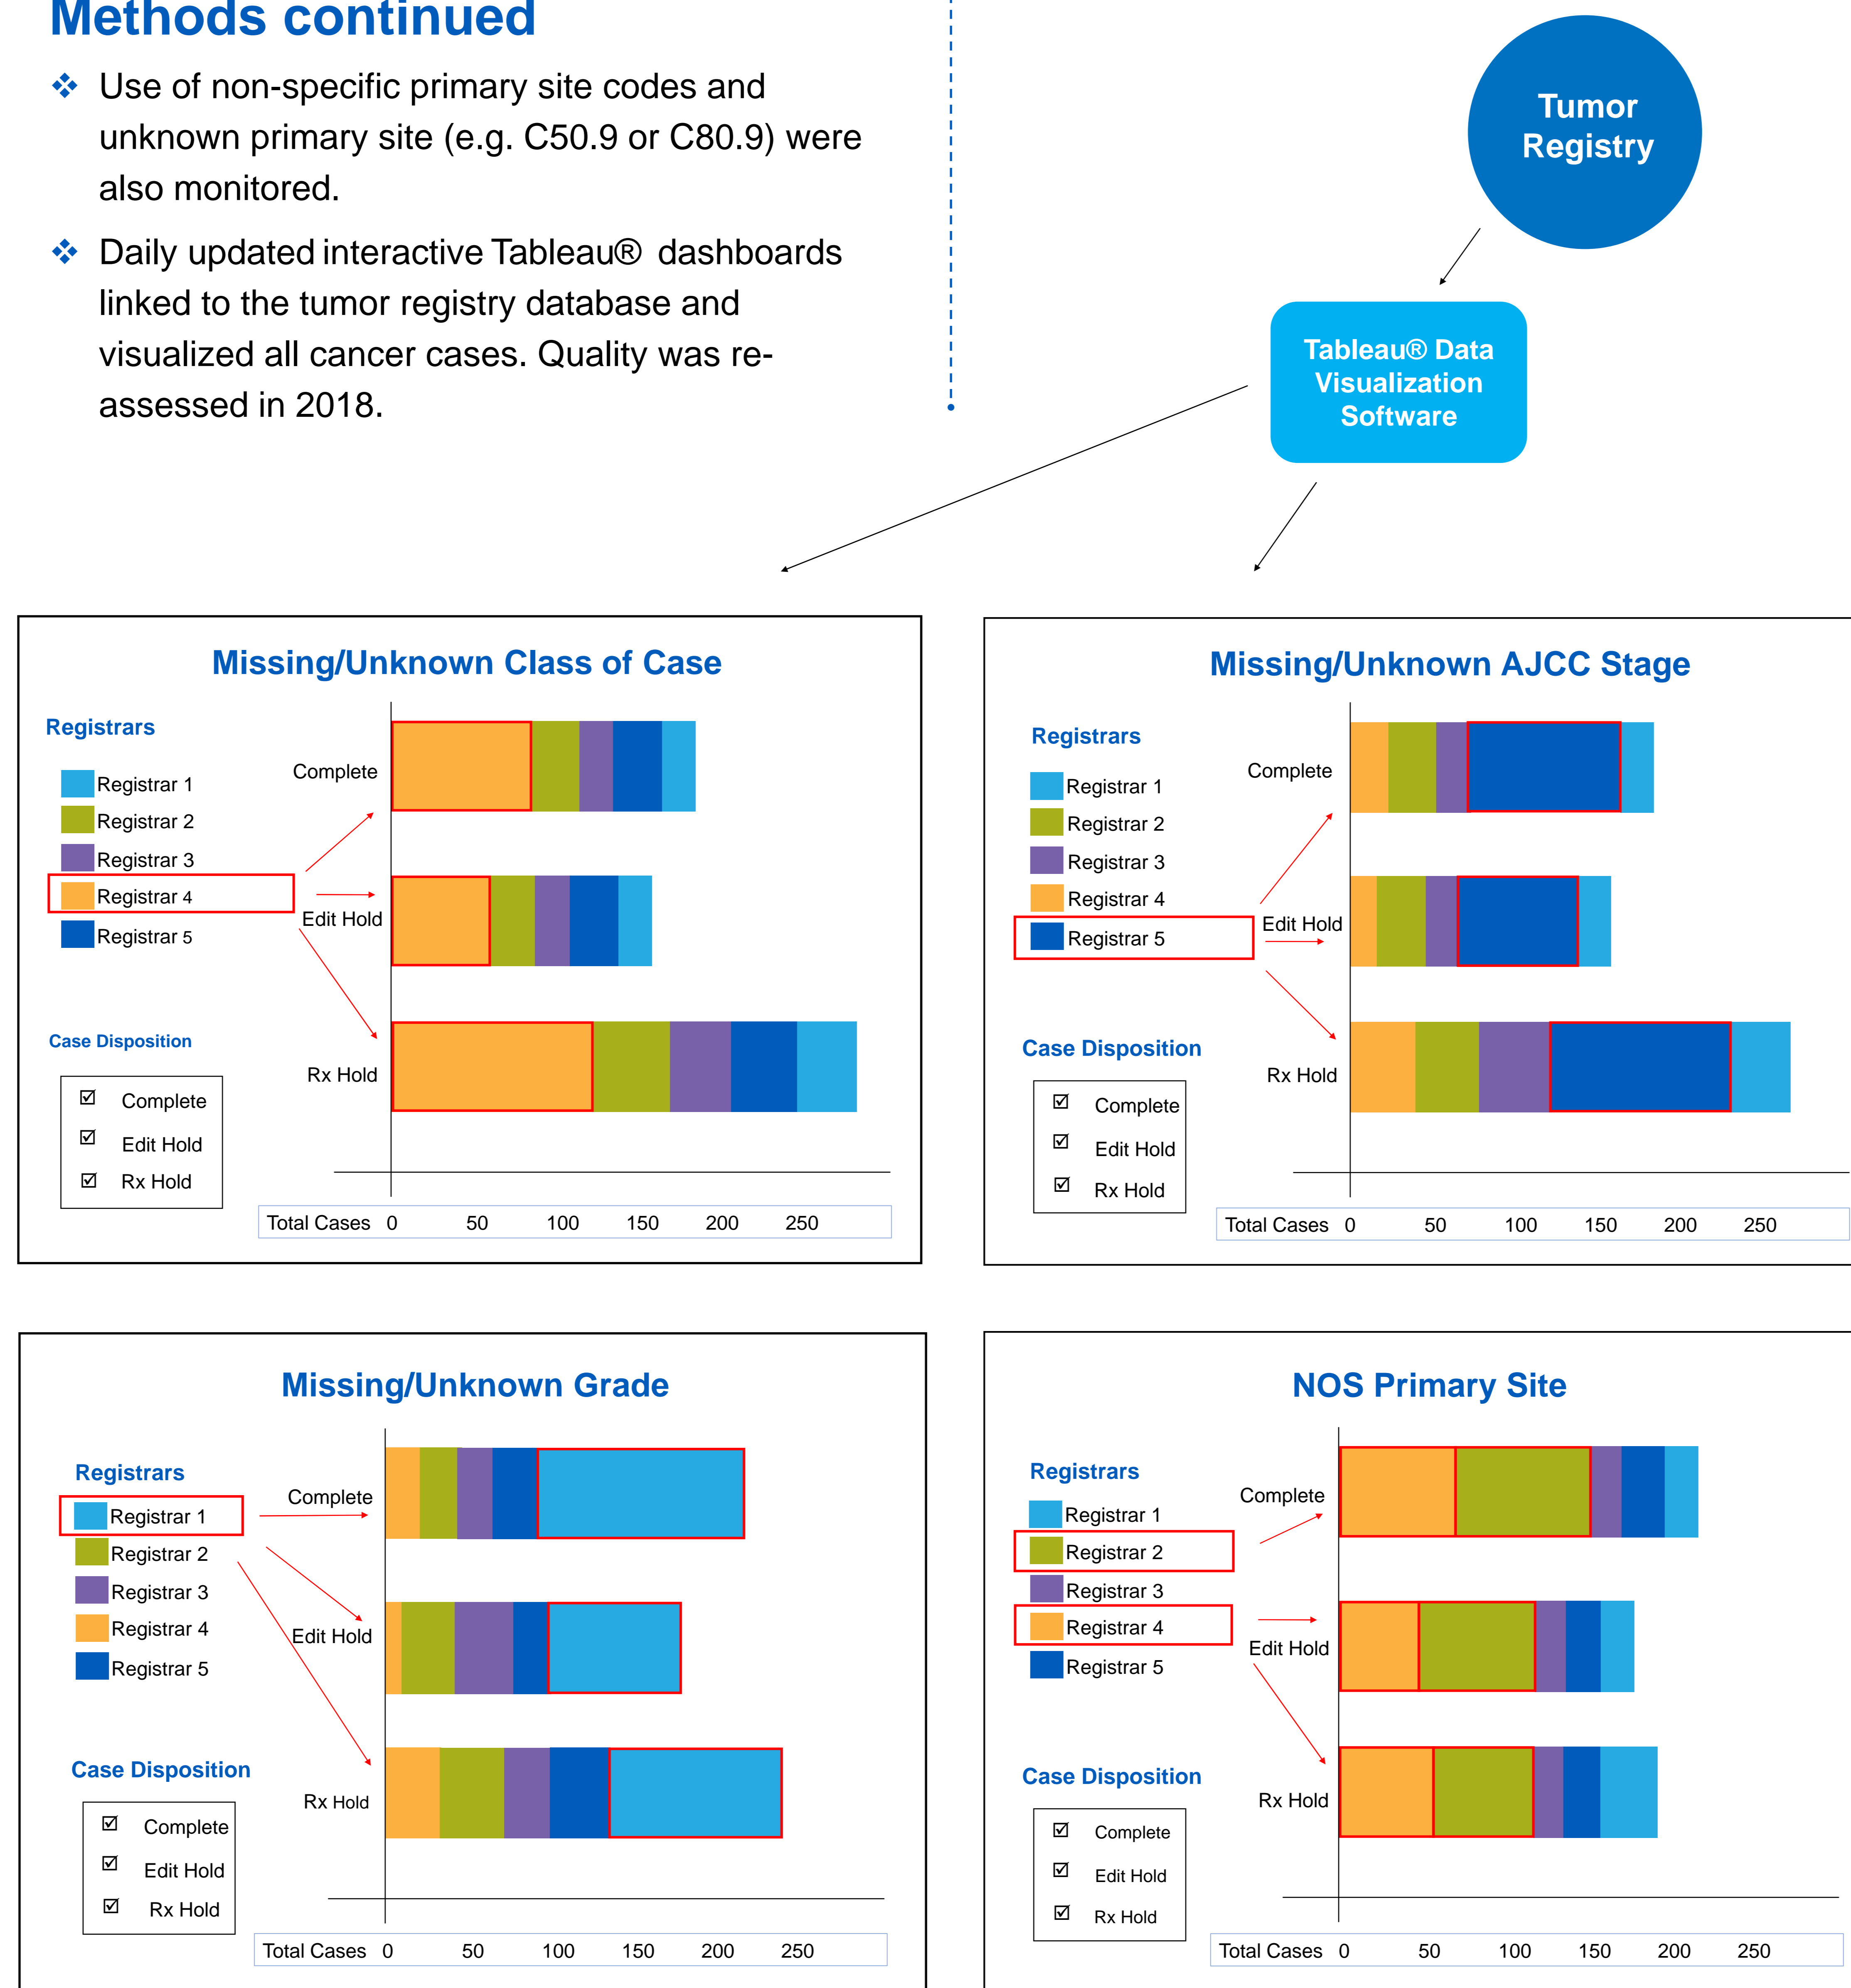 Methods continued
❖ Use of non-specific primary site codes and
unknown primary site (e.g. C50.9 or C80.9) were
also monitored.
❖ Daily updated interactive Tableau® dashboards
linked to the tumor registry database and
visualized all cancer cases. Quality was re-
assessed in 2018.
Tumor
Registry
Tableau® Data
Visualization
Software
Missing/Unknown Class of Case
Registrars
Registrar 1
Registrar 2
Registrar 3
Registrar 4
Registrar 5
Complete
Edit Hold
Rx Hold
Case Disposition
☑ Complete
☑ Edit Hold
☑ Rx Hold
Total Cases 0 50 100 150 200 250
Missing/Unknown AJCC Stage
Registrars
Registrar 1
Registrar 2
Registrar 3
Registrar 4
Registrar 5
Complete
Edit Hold
Rx Hold
Case Disposition
☑ Complete
☑ Edit Hold
☑ Rx Hold
Total Cases 0 50 100 150 200 250
Missing/Unknown Grade
Registrars
Registrar 1
Registrar 2
Registrar 3
Registrar 4
Registrar 5
Complete
Edit Hold
Rx Hold
Case Disposition
☑ Complete
☑ Edit Hold
☑ Rx Hold
Total Cases 0 50 100 150 200 250
NOS Primary Site
Registrars
Registrar 1
Registrar 2
Registrar 3
Registrar 4
Registrar 5
Complete
Edit Hold
Rx Hold
Case Disposition
☑ Complete
☑ Edit Hold
☑ Rx Hold
Total Cases 0 50 100 150 200 250